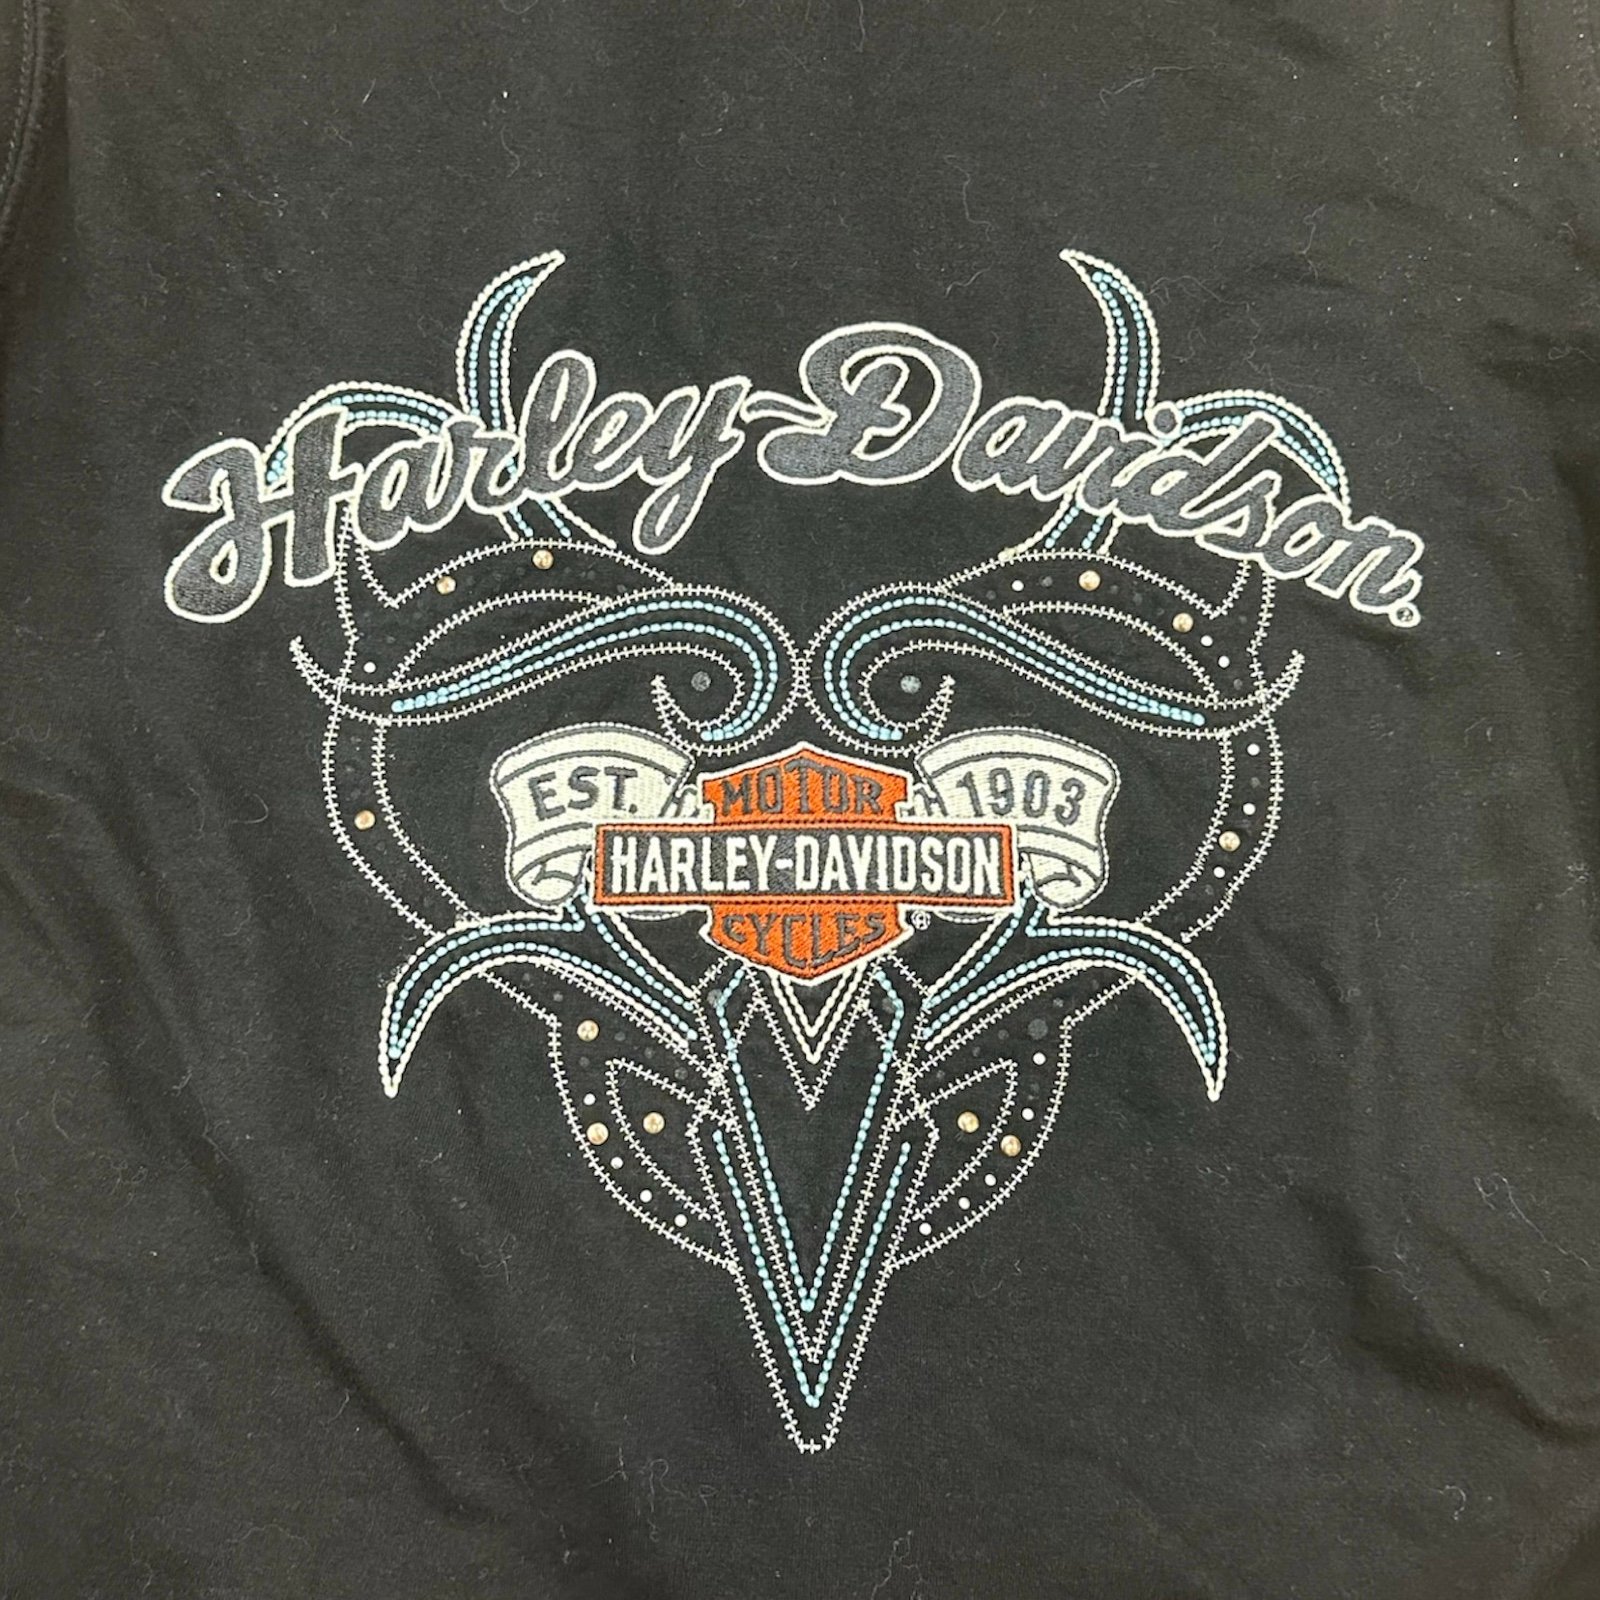 Harley-Davidson®
EST. 1903
MOTOR
HARLEY-DAVIDSON
CYCLES ®